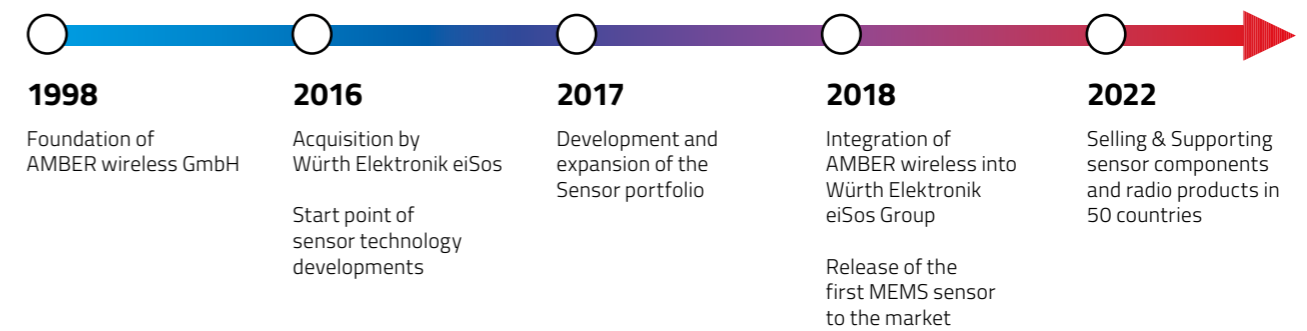 1998
Foundation of
AMBER wireless GmbH
2016
Acquisition by
Würth Elektronik eiSos
Start point of
sensor technology
developments
2017
Development and
expansion of the
Sensor portfolio
2018
Integration of
AMBER wireless into
Würth Elektronik
eiSos Group
Release of the
first MEMS sensor
to the market
2022
Selling & Supporting
sensor components
and radio products in
50 countries